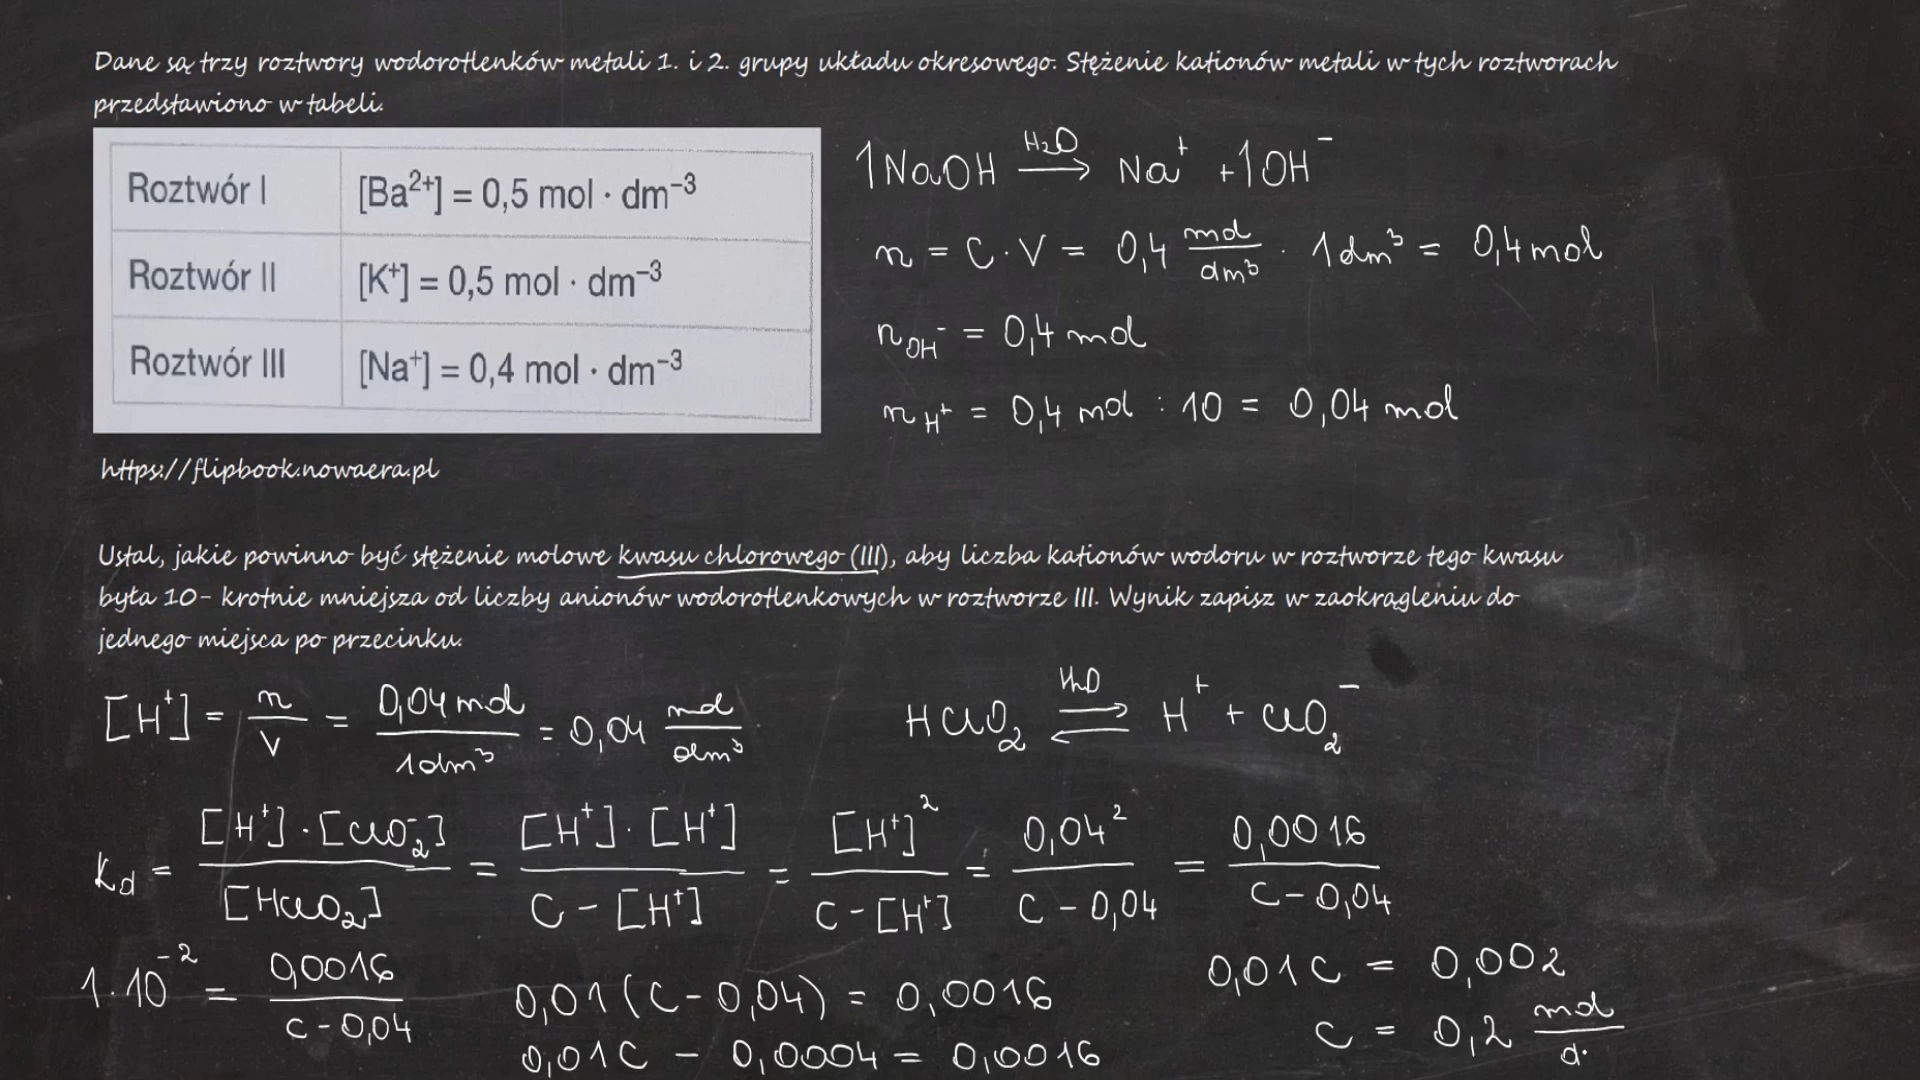 Dane są trzy roztwory wodorotlenków metali 1. i 2. grupy układu okresowego. Stężenie kationów metali w tych roztworach
przedstawiono w tabeli.
Roztwór I [Ba²⁺] = 0,5 mol · dm⁻³
Roztwór II [K⁺] = 0,5 mol · dm⁻³
Roztwór III [Na⁺] = 0,4 mol · dm⁻³
https://flipbook.nowaera.pl
1NaOH →(H₂O) Na⁺ + 1OH⁻
n = C · V = 0,4 mol/dm³ · 1dm³ = 0,4 mol
n OH⁻ = 0,4 mol
n H⁺ = 0,4 mol : 10 = 0,04 mol
Ustal, jakie powinno być stężenie molowe kwasu chlorowego (III), aby liczba kationów wodoru w roztworze tego kwasu
była 10- krotnie mniejsza od liczby anionów wodorotlenkowych w roztworze III. Wynik zapisz w zaokrągleniu do
jednego miejsca po przecinku.
[H⁺] = n/V = 0,04 mol/1dm³ = 0,04 mol/dm³
HClO₂ ⇌(H₂O) H⁺ + ClO₂⁻
Kd = [H⁺]·[ClO₂⁻]/[HClO₂] = [H⁺]·[H⁺]/(C - [H⁺]) = [H⁺]²/(C - [H⁺]) = 0,04²/(C - 0,04) = 0,0016/(C - 0,04)
1·10⁻² = 0,0016/(C - 0,04)
0,01(C - 0,04) = 0,0016
0,01C - 0,0004 = 0,0016
0,01C = 0,002
C = 0,2 mol/d